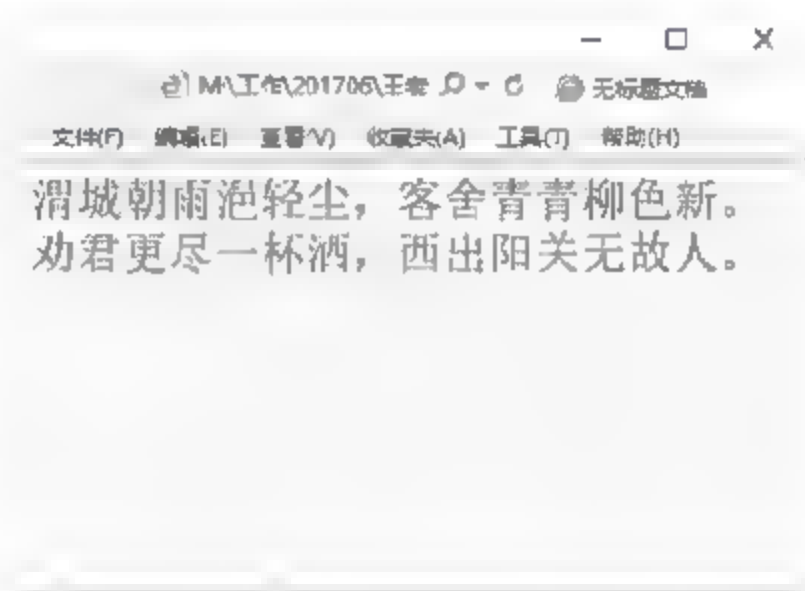 M:\工作\201706\王
无标题文档
文件(F) 编辑(E) 查看(V) 收藏夹(A) 工具(T) 帮助(H)
渭城朝雨浥轻尘，客舍青青柳色新。
劝君更尽一杯酒，西出阳关无故人。